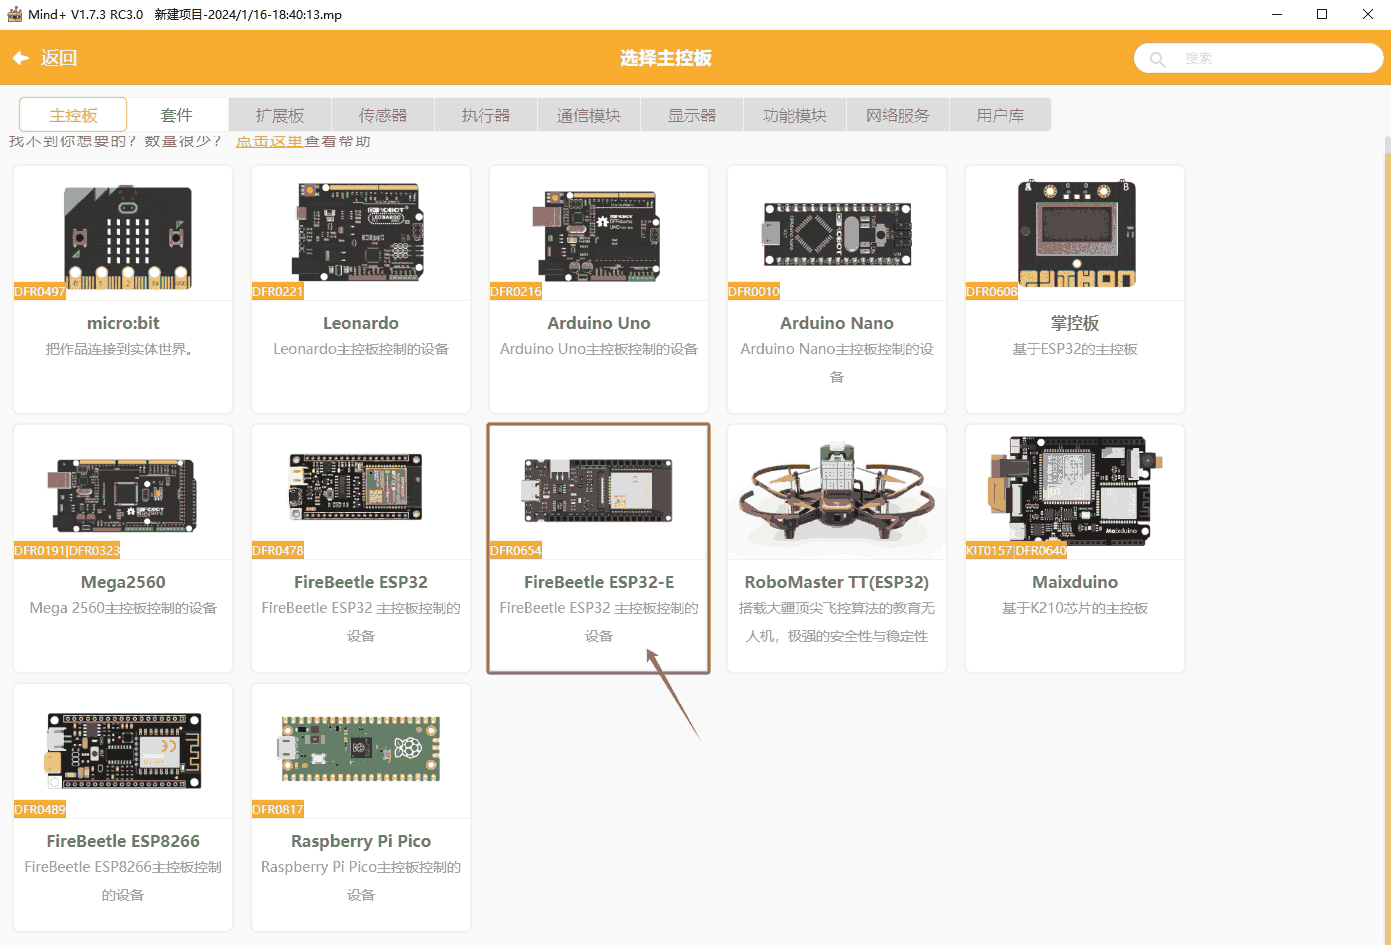 Mind+ V1.7.3 RC3.0 新建项目-2024/1/16-18:40:13.mp
返回
选择主控板
搜索
主控板
套件
扩展板
传感器
执行器
通信模块
显示器
功能模块
网络服务
用户库
找不到你想要的？数量很少？ 点击这里查看帮助
A
B
DFR0497
micro:bit
把作品连接到实体世界。
LEONARDO
DFR0221
Leonardo
Leonardo主控板控制的设备
DFR0216
Arduino Uno
Arduino Uno主控板控制的设备
DFR0010
Arduino Nano
Arduino Nano主控板控制的设
备
DFR0608
掌控板
基于ESP32的主控板
DFR0191|DFR0323
Mega2560
Mega 2560主控板控制的设备
DFR0478
FireBeetle ESP32
FireBeetle ESP32 主控板控制的
设备
DFR0654
FireBeetle ESP32-E
FireBeetle ESP32 主控板控制的
设备
RoboMaster TT(ESP32)
搭载大疆顶尖飞控算法的教育无
人机，极强的安全性与稳定性
Maixduino
KIT0157|DFR0640
Maixduino
基于K210芯片的主控板
DFR0489
FireBeetle ESP8266
FireBeetle ESP8266主控板控制
的设备
DFR0817
Raspberry Pi Pico
Raspberry Pi Pico主控板控制的
设备